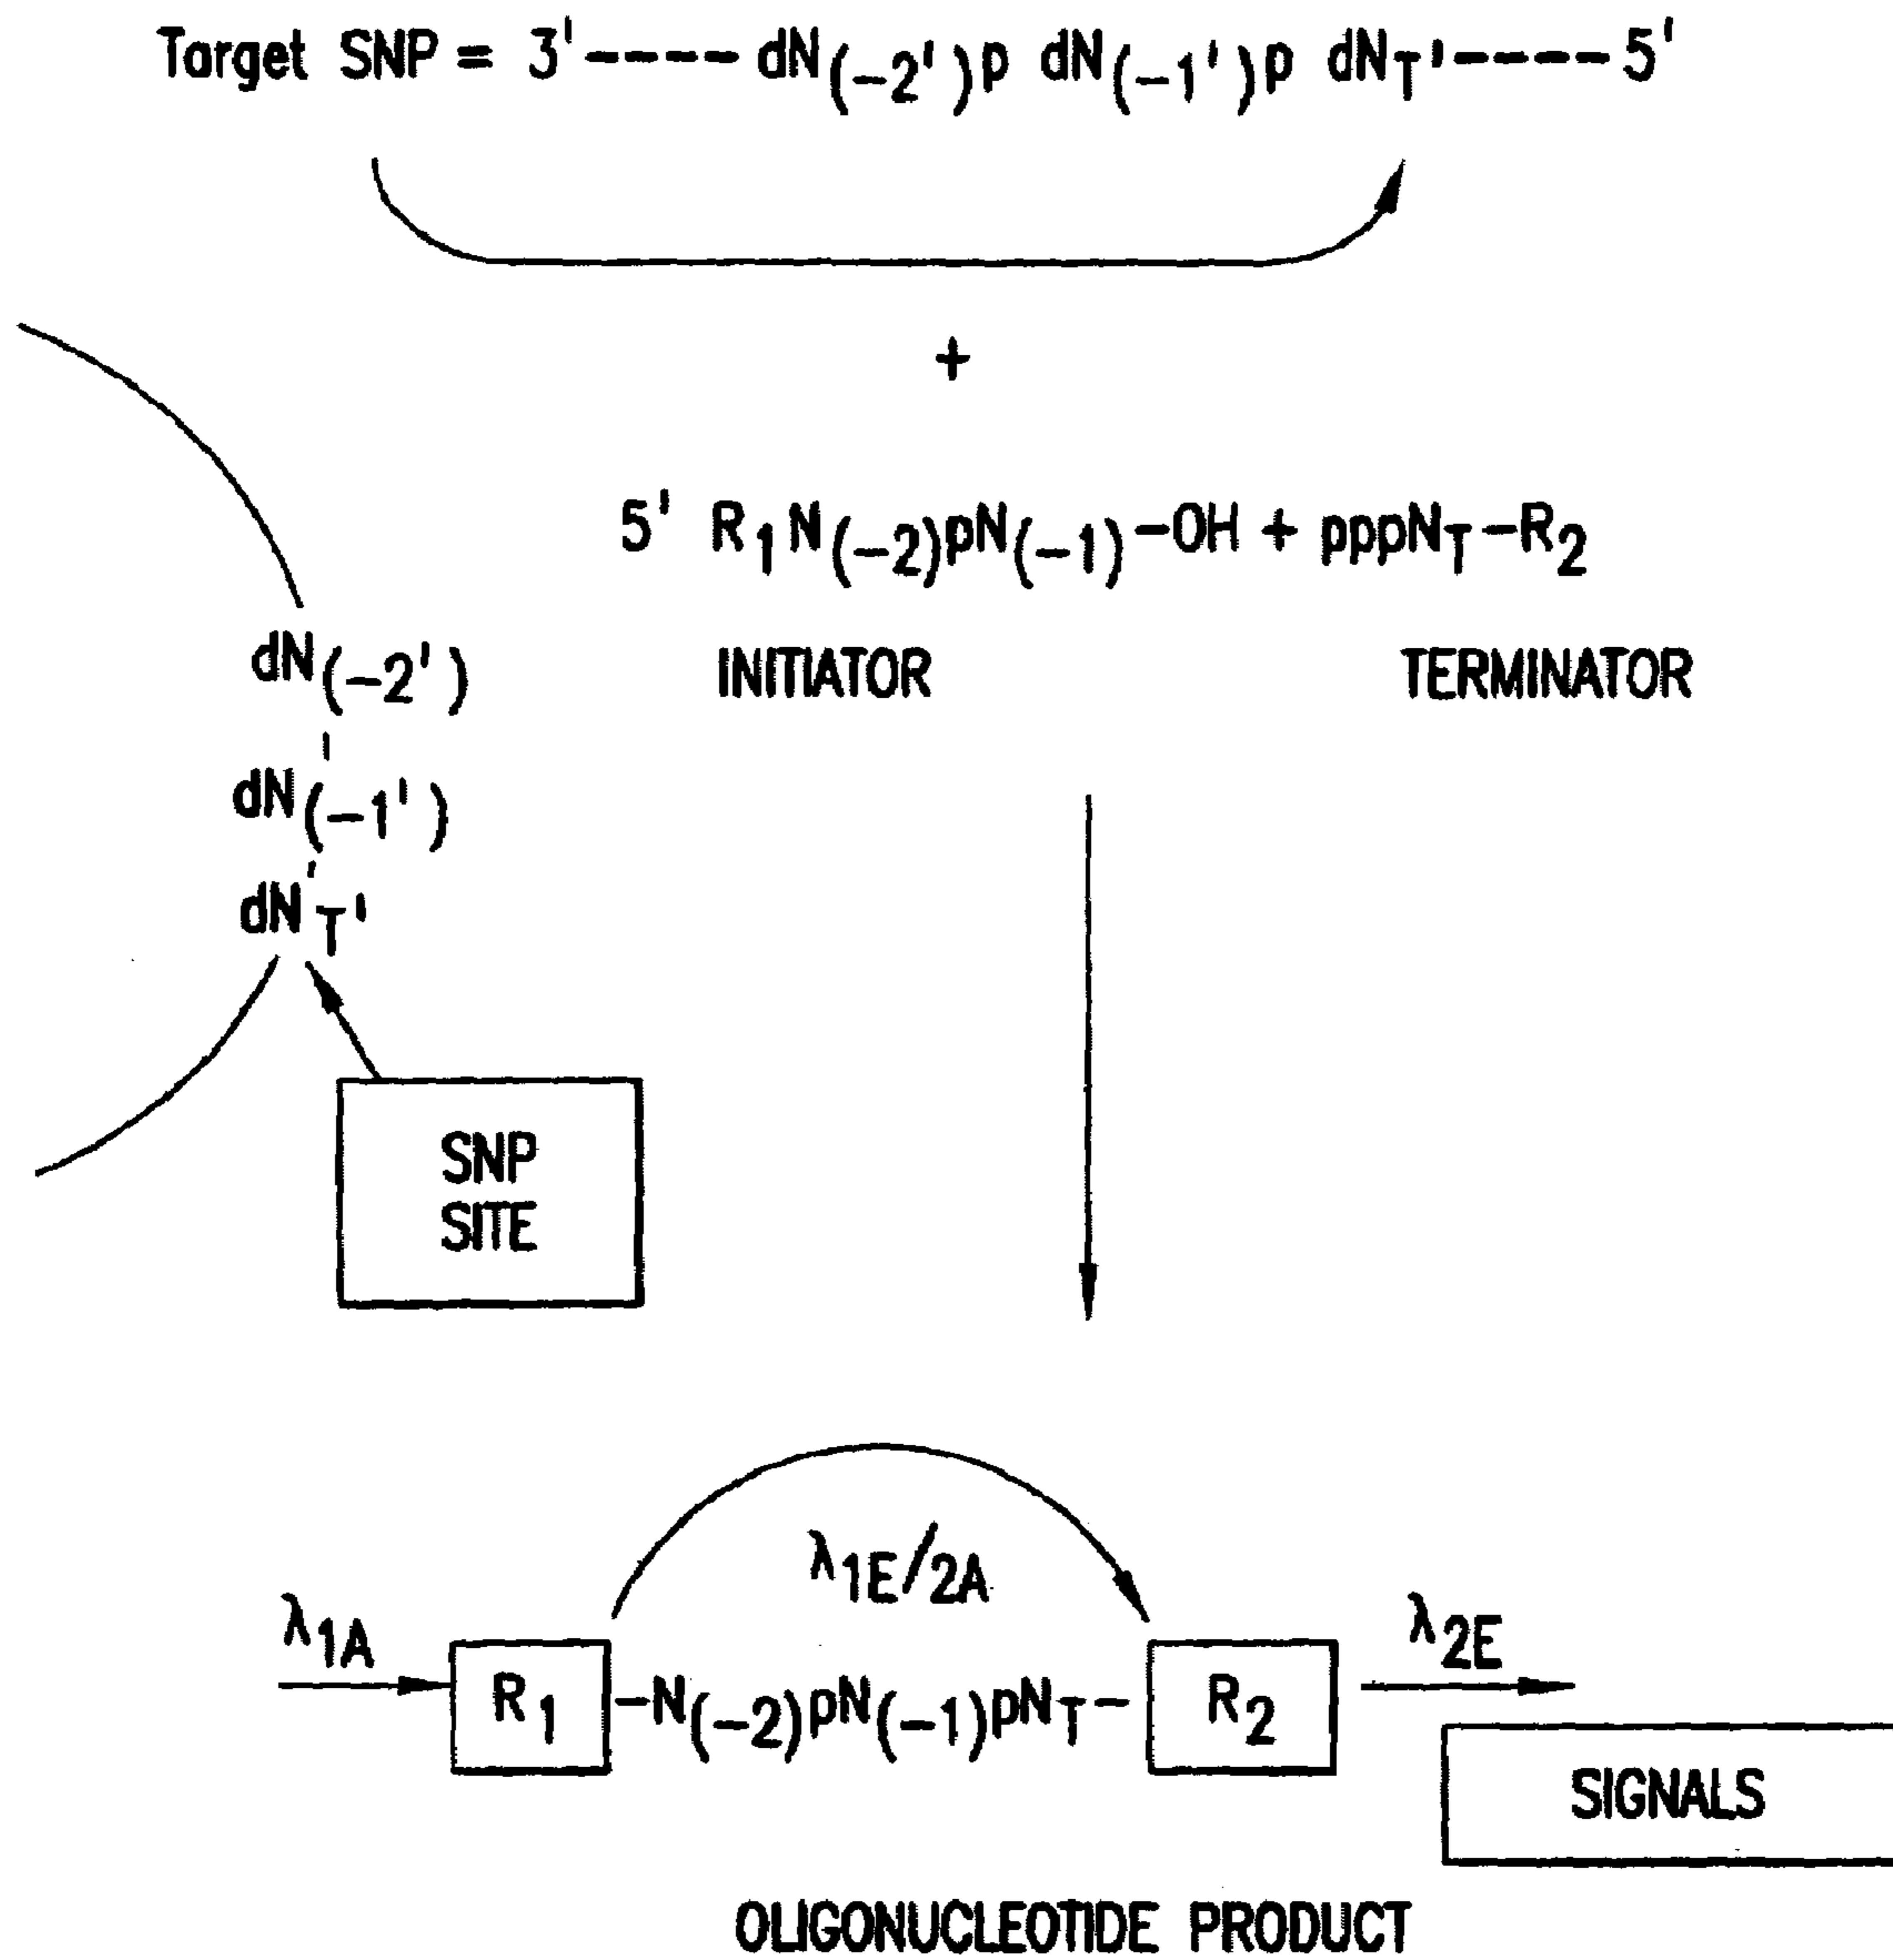 Target SNP = 3'---- dN(-2')p dN(-1')p dNT'---- 5'
+
5' R1N(-2)pN(-1)-OH + pppNT-R2
INITIATOR TERMINATOR
dN(-2')
'
dN(-1')
'
dNT'
SNP
SITE
λ1E/2A
λ1A λ2E
R1 -N(-2)pN(-1)pNT- R2
SIGNALS
OLIGONUCLEOTIDE PRODUCT